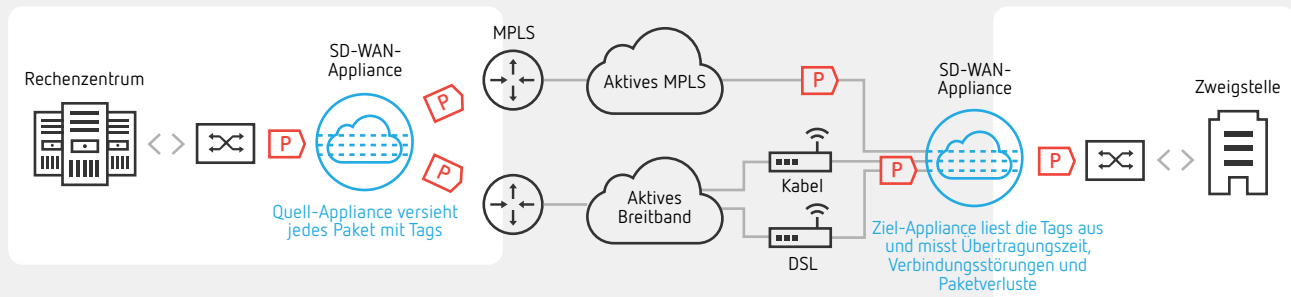 Rechenzentrum
SD-WAN-
Appliance
P
Quell-Appliance versieht
jedes Paket mit Tags
P
P
MPLS
Aktives MPLS
P
Aktives
Breitband
Kabel
DSL
P
SD-WAN-
Appliance
Ziel-Appliance liest die Tags aus
und misst Übertragungszeit,
Verbindungsstörungen und
Paketverluste
P
Zweigstelle